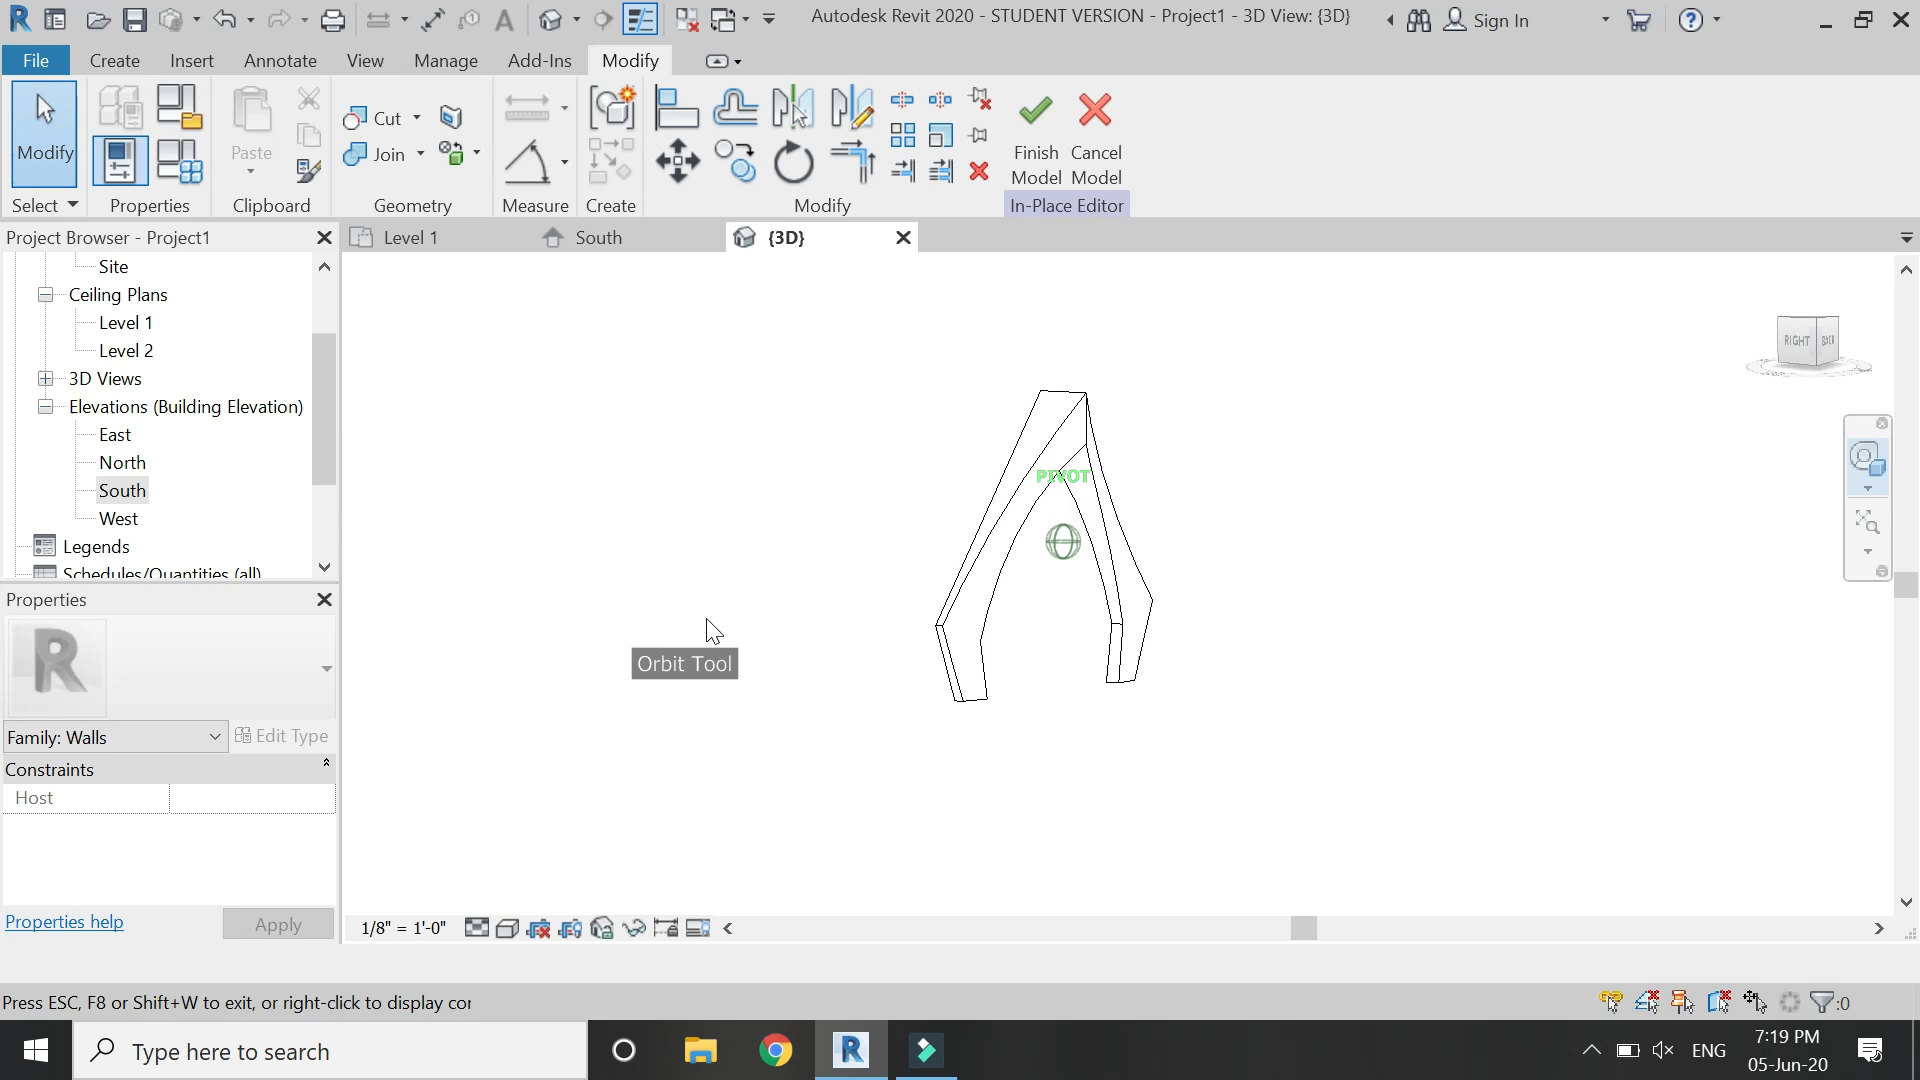 Autodesk Revit 2020 - STUDENT VERSION - Project1 - 3D View: {3D}
Sign In
File
Create
Insert
Annotate
View
Manage
Add-Ins
Modify
Modify
Select
Properties
Paste
Clipboard
Cut
Join
Geometry
Measure
Create
Modify
Finish Cancel
Model Model
In-Place Editor
Project Browser - Project1
Level 1
South
{3D}
Site
Ceiling Plans
Level 1
Level 2
3D Views
Elevations (Building Elevation)
East
North
South
West
Legends
Schedules/Quantities (all)
Properties
R
Family: Walls
Edit Type
Constraints
Host
Properties help
Apply
PIVOT
Orbit Tool
RIGHT
BACK
1/8" = 1'-0"
Press ESC, F8 or Shift+W to exit, or right-click to display cor
:0
Type here to search
ENG
7:19 PM
05-Jun-20